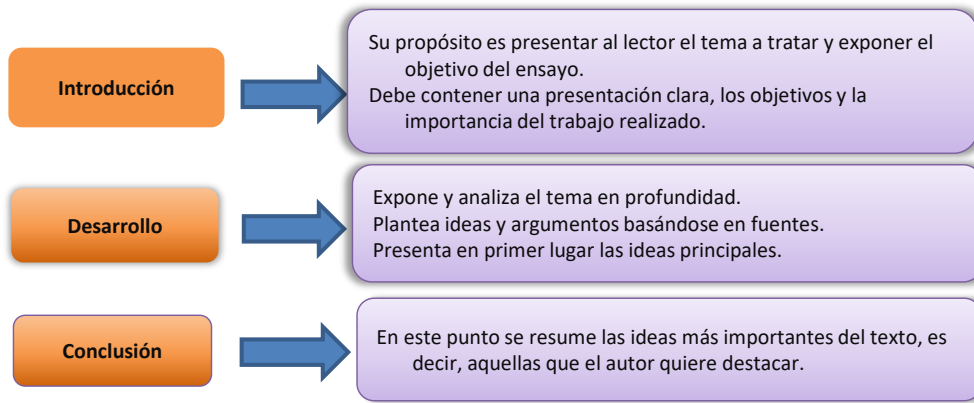 Introducción
Su propósito es presentar al lector el tema a tratar y exponer el
objetivo del ensayo.
Debe contener una presentación clara, los objetivos y la
importancia del trabajo realizado.
Desarrollo
Expone y analiza el tema en profundidad.
Plantea ideas y argumentos basándose en fuentes.
Presenta en primer lugar las ideas principales.
Conclusión
En este punto se resume las ideas más importantes del texto, es
decir, aquellas que el autor quiere destacar.